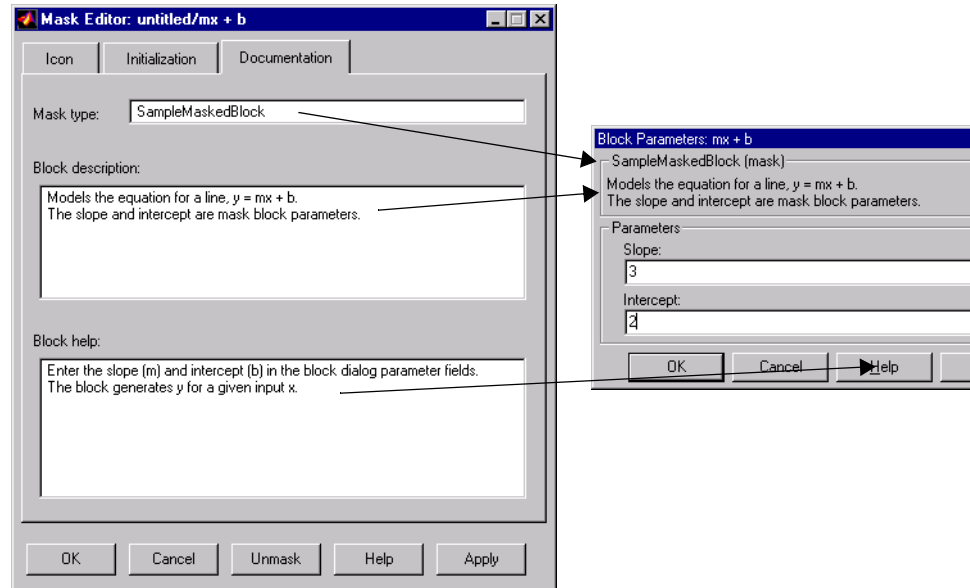 Mask Editor: untitled/mx + b
Icon
Initialization
Documentation
Mask type:
SampleMaskedBlock
Block description:
Models the equation for a line, y = mx + b.
The slope and intercept are mask block parameters.
Block help:
Enter the slope (m) and intercept (b) in the block dialog parameter fields.
The block generates y for a given input x.
OK
Cancel
Unmask
Help
Apply
Block Parameters: mx + b
SampleMaskedBlock (mask)
Models the equation for a line, y = mx + b.
The slope and intercept are mask block parameters.
Parameters
Slope:
3
Intercept:
2
OK
Cancel
Help